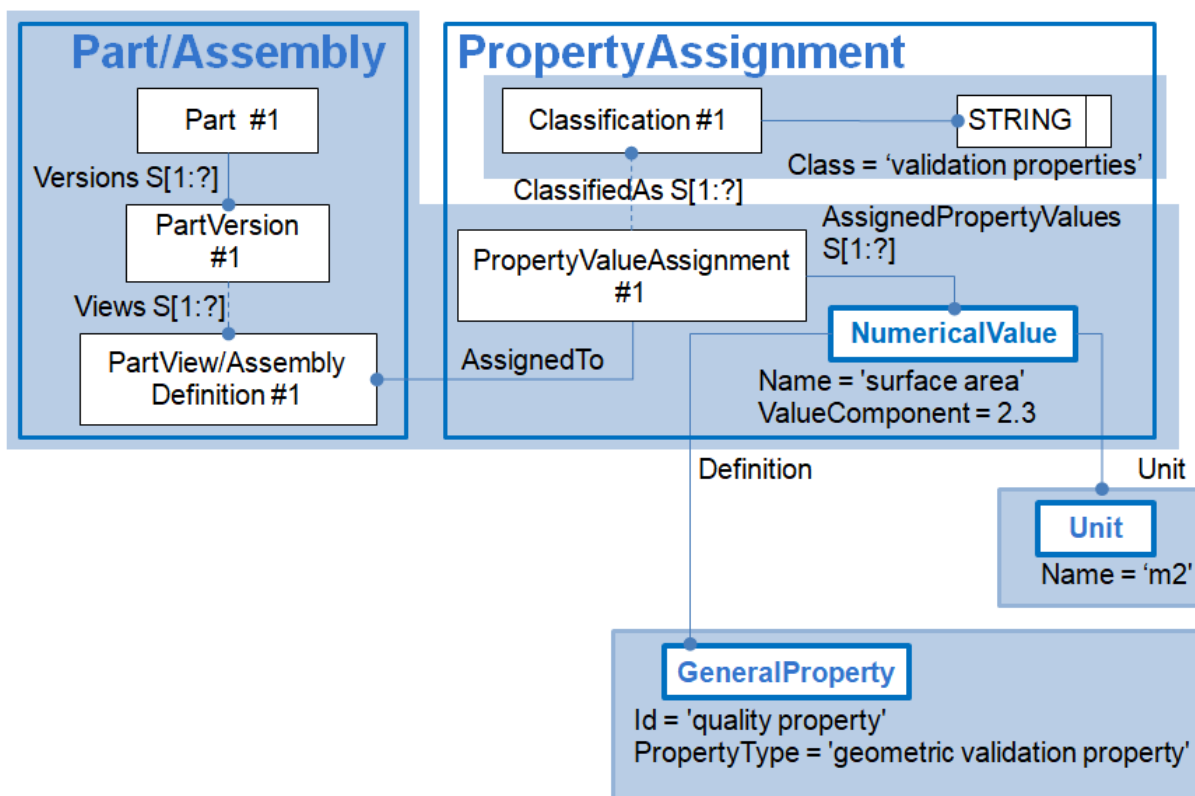 Part/Assembly
Part #1
Versions S[1:?]
PartVersion
#1
Views S[1:?]
PartView/Assembly
Definition #1
PropertyAssignment
Classification #1
STRING
Class = ‘validation properties’
ClassifiedAs S[1:?]
AssignedPropertyValues
S[1:?]
PropertyValueAssignment
#1
AssignedTo
NumericalValue
Name = 'surface area'
ValueComponent = 2.3
Definition
Unit
Unit
Name = ‘m2'
GeneralProperty
Id = 'quality property'
PropertyType = 'geometric validation property'